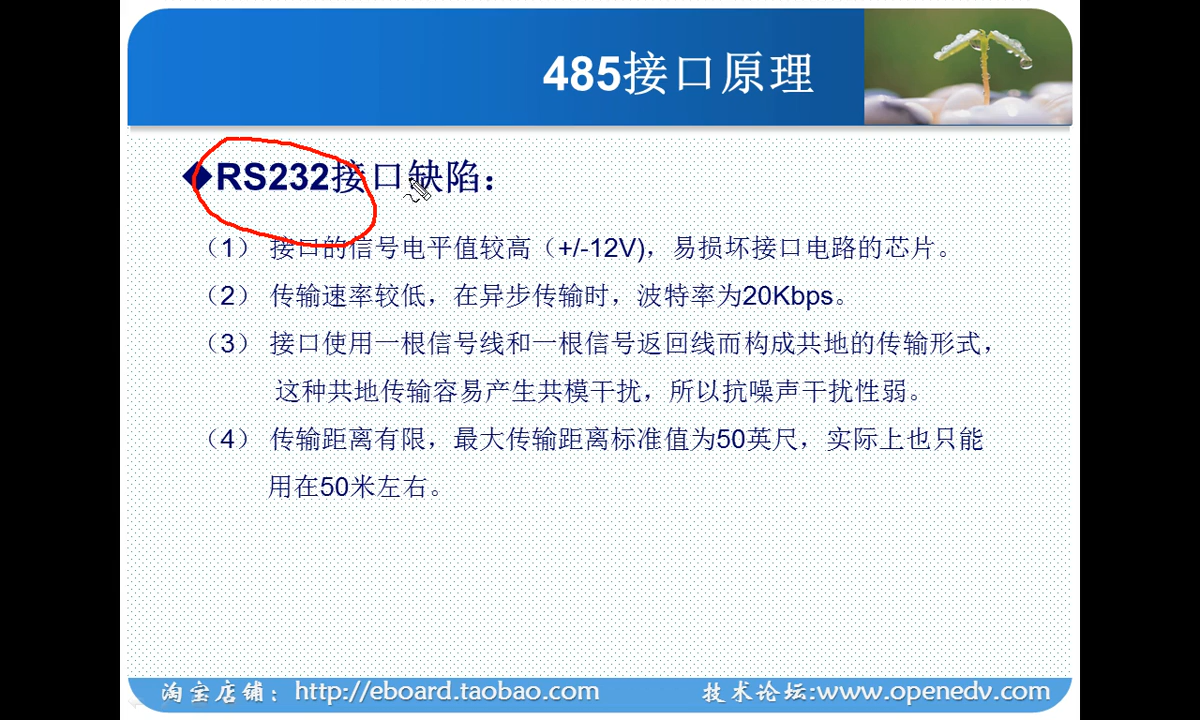 485接口原理
◆RS232接口缺陷：
（1） 接口的信号电平值较高（+/-12V)，易损坏接口电路的芯片。
（2） 传输速率较低，在异步传输时，波特率为20Kbps。
（3） 接口使用一根信号线和一根信号返回线而构成共地的传输形式，
这种共地传输容易产生共模干扰，所以抗噪声干扰性弱。
（4） 传输距离有限，最大传输距离标准值为50英尺，实际上也只能
用在50米左右。
淘宝店铺：http://eboard.taobao.com 技术论坛:www.openedv.com